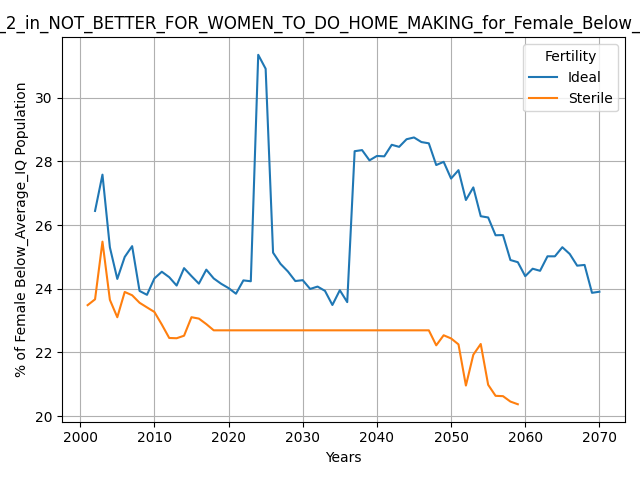 _2_in_NOT_BETTER_FOR_WOMEN_TO_DO_HOME_MAKING_for_Female_Below_
Fertility
Ideal
Sterile
% of Female Below_Average_IQ Population
30
28
26
24
22
20
2000 2010 2020 2030 2040 2050 2060 2070
Years